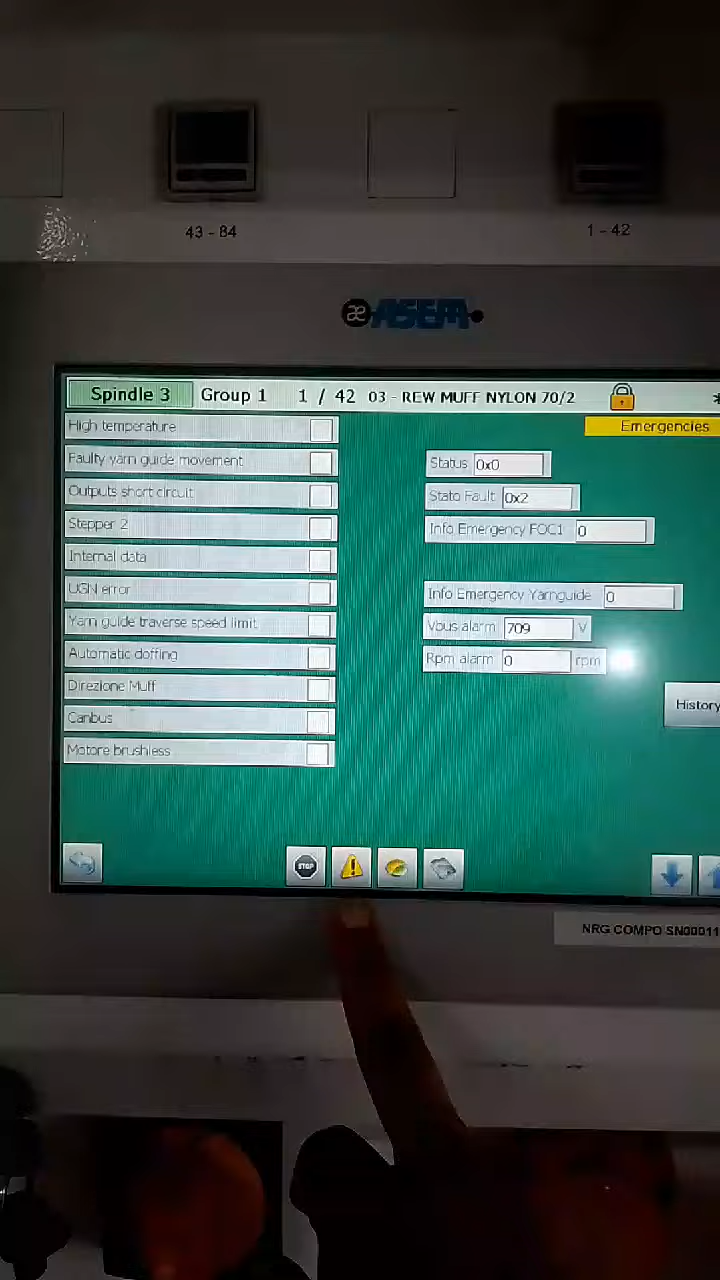 43 - 84
1 - 42
æ ASEM
Spindle 3 Group 1 1 / 42 03 - REW MUFF NYLON 70/2
Emergencies
High temperature
Faulty yarn guide movement
Outputs short circuit
Stepper 2
Internal data
UGN error
Yarn guide traverse speed limit
Automatic doffing
Direzione Muff
Canbus
Motore brushless
Status 0x0
Stato Fault 0x2
Info Emergency FOC1 0
Info Emergency Yarnguide 0
Vbus alarm 709 V
Rpm alarm 0 rpm
History
STOP
NRG COMPO SN00011